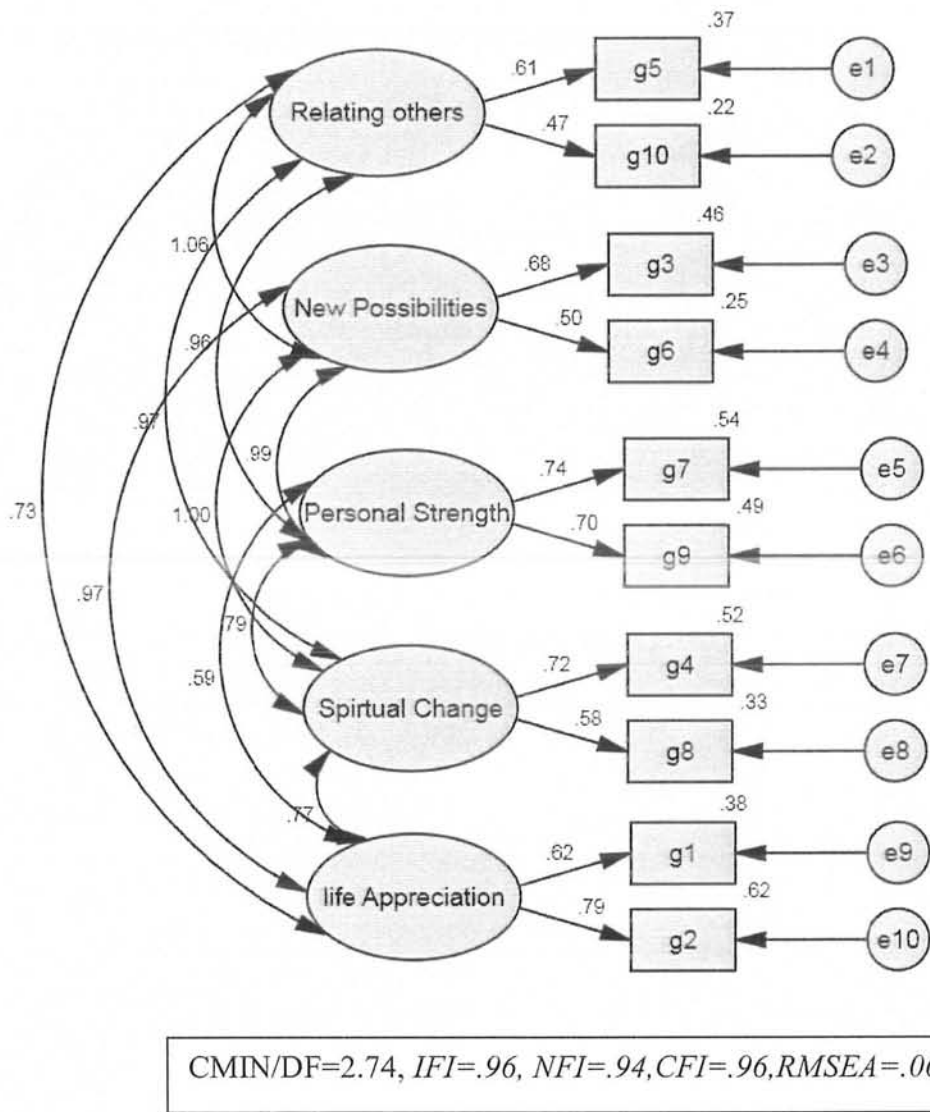 .37
.61 g5 e1
Relating others .22
.47 g10 e2
.46
1.06 .68 g3 e3
New Possibilities .25
.96 .50 g6 e4
.54
.97 .99 .74 g7 e5
.73 Personal Strength .49
1.00 .70 g9 e6
.97 .79 .52
.59 .72 g4 e7
Spirtual Change .33
.58 g8 e8
.77 .38
.62 g1 e9
life Appreciation .62
.79 g2 e10
CMIN/DF=2.74, IFI=.96, NFI=.94,CFI=.96,RMSEA=.06